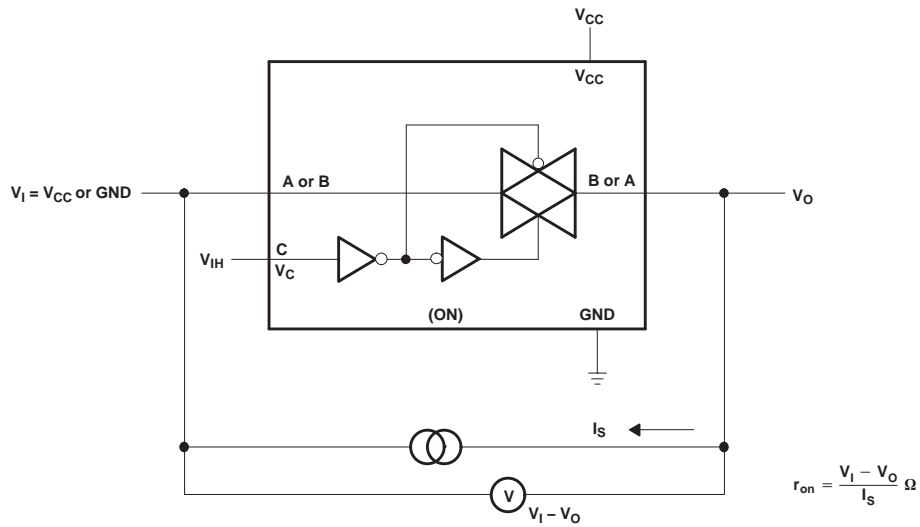 VCC
VCC
VI = VCC or GND
A or B
B or A
VO
VIH
C
VC
(ON)
GND
IS
V
VI – VO
ron = VI – VO / IS Ω